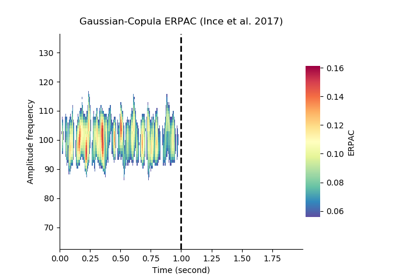 Gaussian-Copula ERPAC (Ince et al. 2017)
130
120
110
100
90
80
70
Amplitude frequency
0.00 0.25 0.50 0.75 1.00 1.25 1.50 1.75
Time (second)
0.16
0.14
0.12
0.10
0.08
0.06
ERPAC